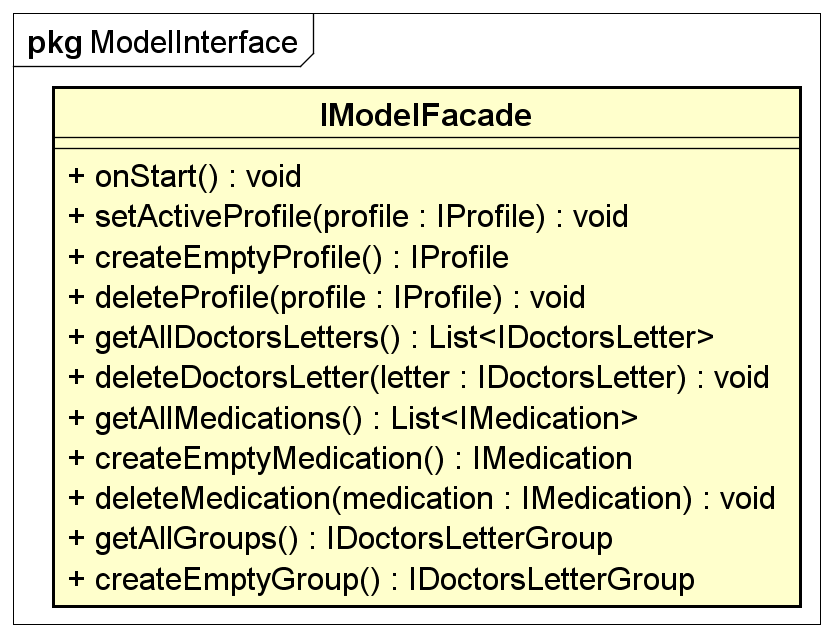 pkg ModelInterface
IModelFacade
+ onStart() : void
+ setActiveProfile(profile : IProfile) : void
+ createEmptyProfile() : IProfile
+ deleteProfile(profile : IProfile) : void
+ getAllDoctorsLetters() : List<IDoctorsLetter>
+ deleteDoctorsLetter(letter : IDoctorsLetter) : void
+ getAllMedications() : List<IMedication>
+ createEmptyMedication() : IMedication
+ deleteMedication(medication : IMedication) : void
+ getAllGroups() : IDoctorsLetterGroup
+ createEmptyGroup() : IDoctorsLetterGroup